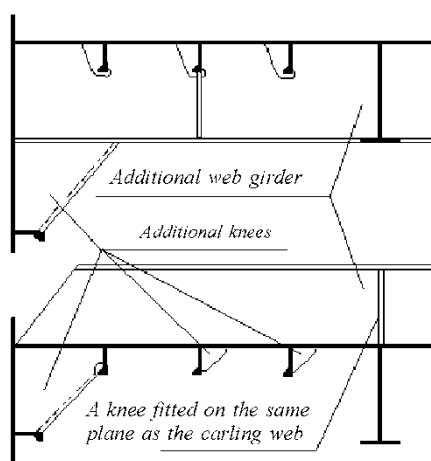 Additional web girder
Additional knees
A knee fitted on the same
plane as the carling web